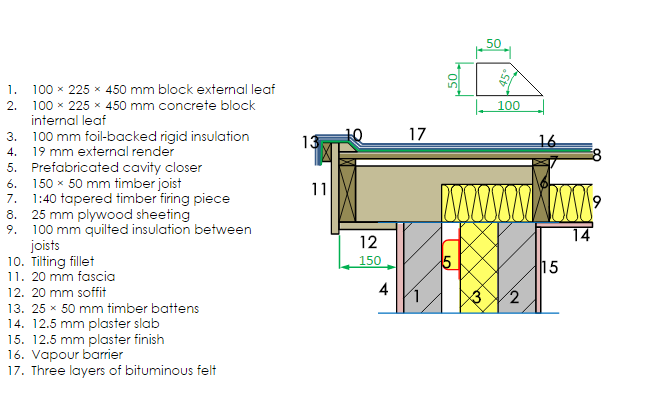 1. 100 × 225 × 450 mm block external leaf
2. 100 × 225 × 450 mm concrete block
internal leaf
3. 100 mm foil-backed rigid insulation
4. 19 mm external render
5. Prefabricated cavity closer
6. 150 × 50 mm timber joist
7. 1:40 tapered timber firing piece
8. 25 mm plywood sheeting
9. 100 mm quilted insulation between
joists
10. Tilting fillet
11. 20 mm fascia
12. 20 mm soffit
13. 25 × 50 mm timber battens
14. 12.5 mm plaster slab
15. 12.5 mm plaster finish
16. Vapour barrier
17. Three layers of bituminous felt
50
50
45°
100
13
10
17
16
7
8
11
6
9
12
14
150
5
15
4
1
3
2